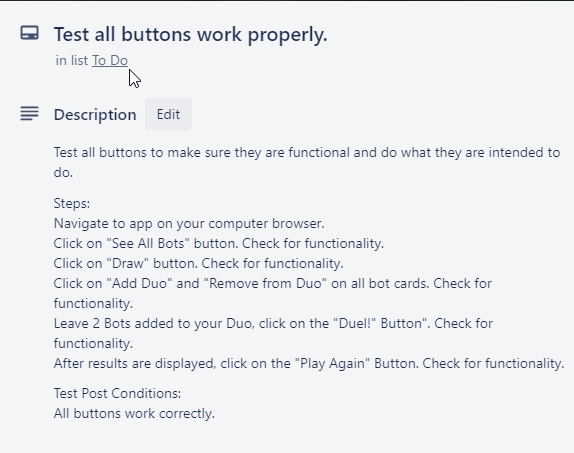 Test all buttons work properly.
in list To Do
Description Edit
Test all buttons to make sure they are functional and do what they are intended to
do.
Steps:
Navigate to app on your computer browser.
Click on "See All Bots" button. Check for functionality.
Click on "Draw" button. Check for functionality.
Click on "Add Duo" and "Remove from Duo" on all bot cards. Check for
functionality.
Leave 2 Bots added to your Duo, click on the "Duel!" Button". Check for
functionality.
After results are displayed, click on the "Play Again" Button. Check for functionality.
Test Post Conditions:
All buttons work correctly.